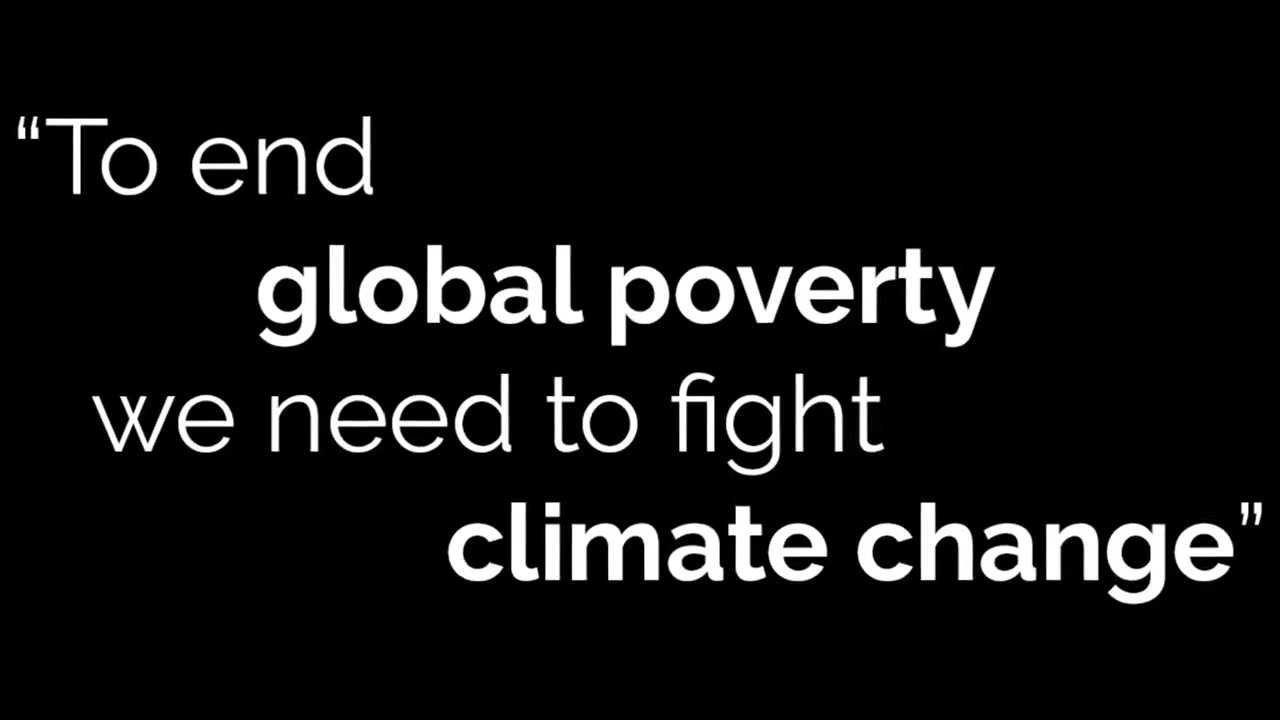 “To end
global poverty
we need to fight
climate change”